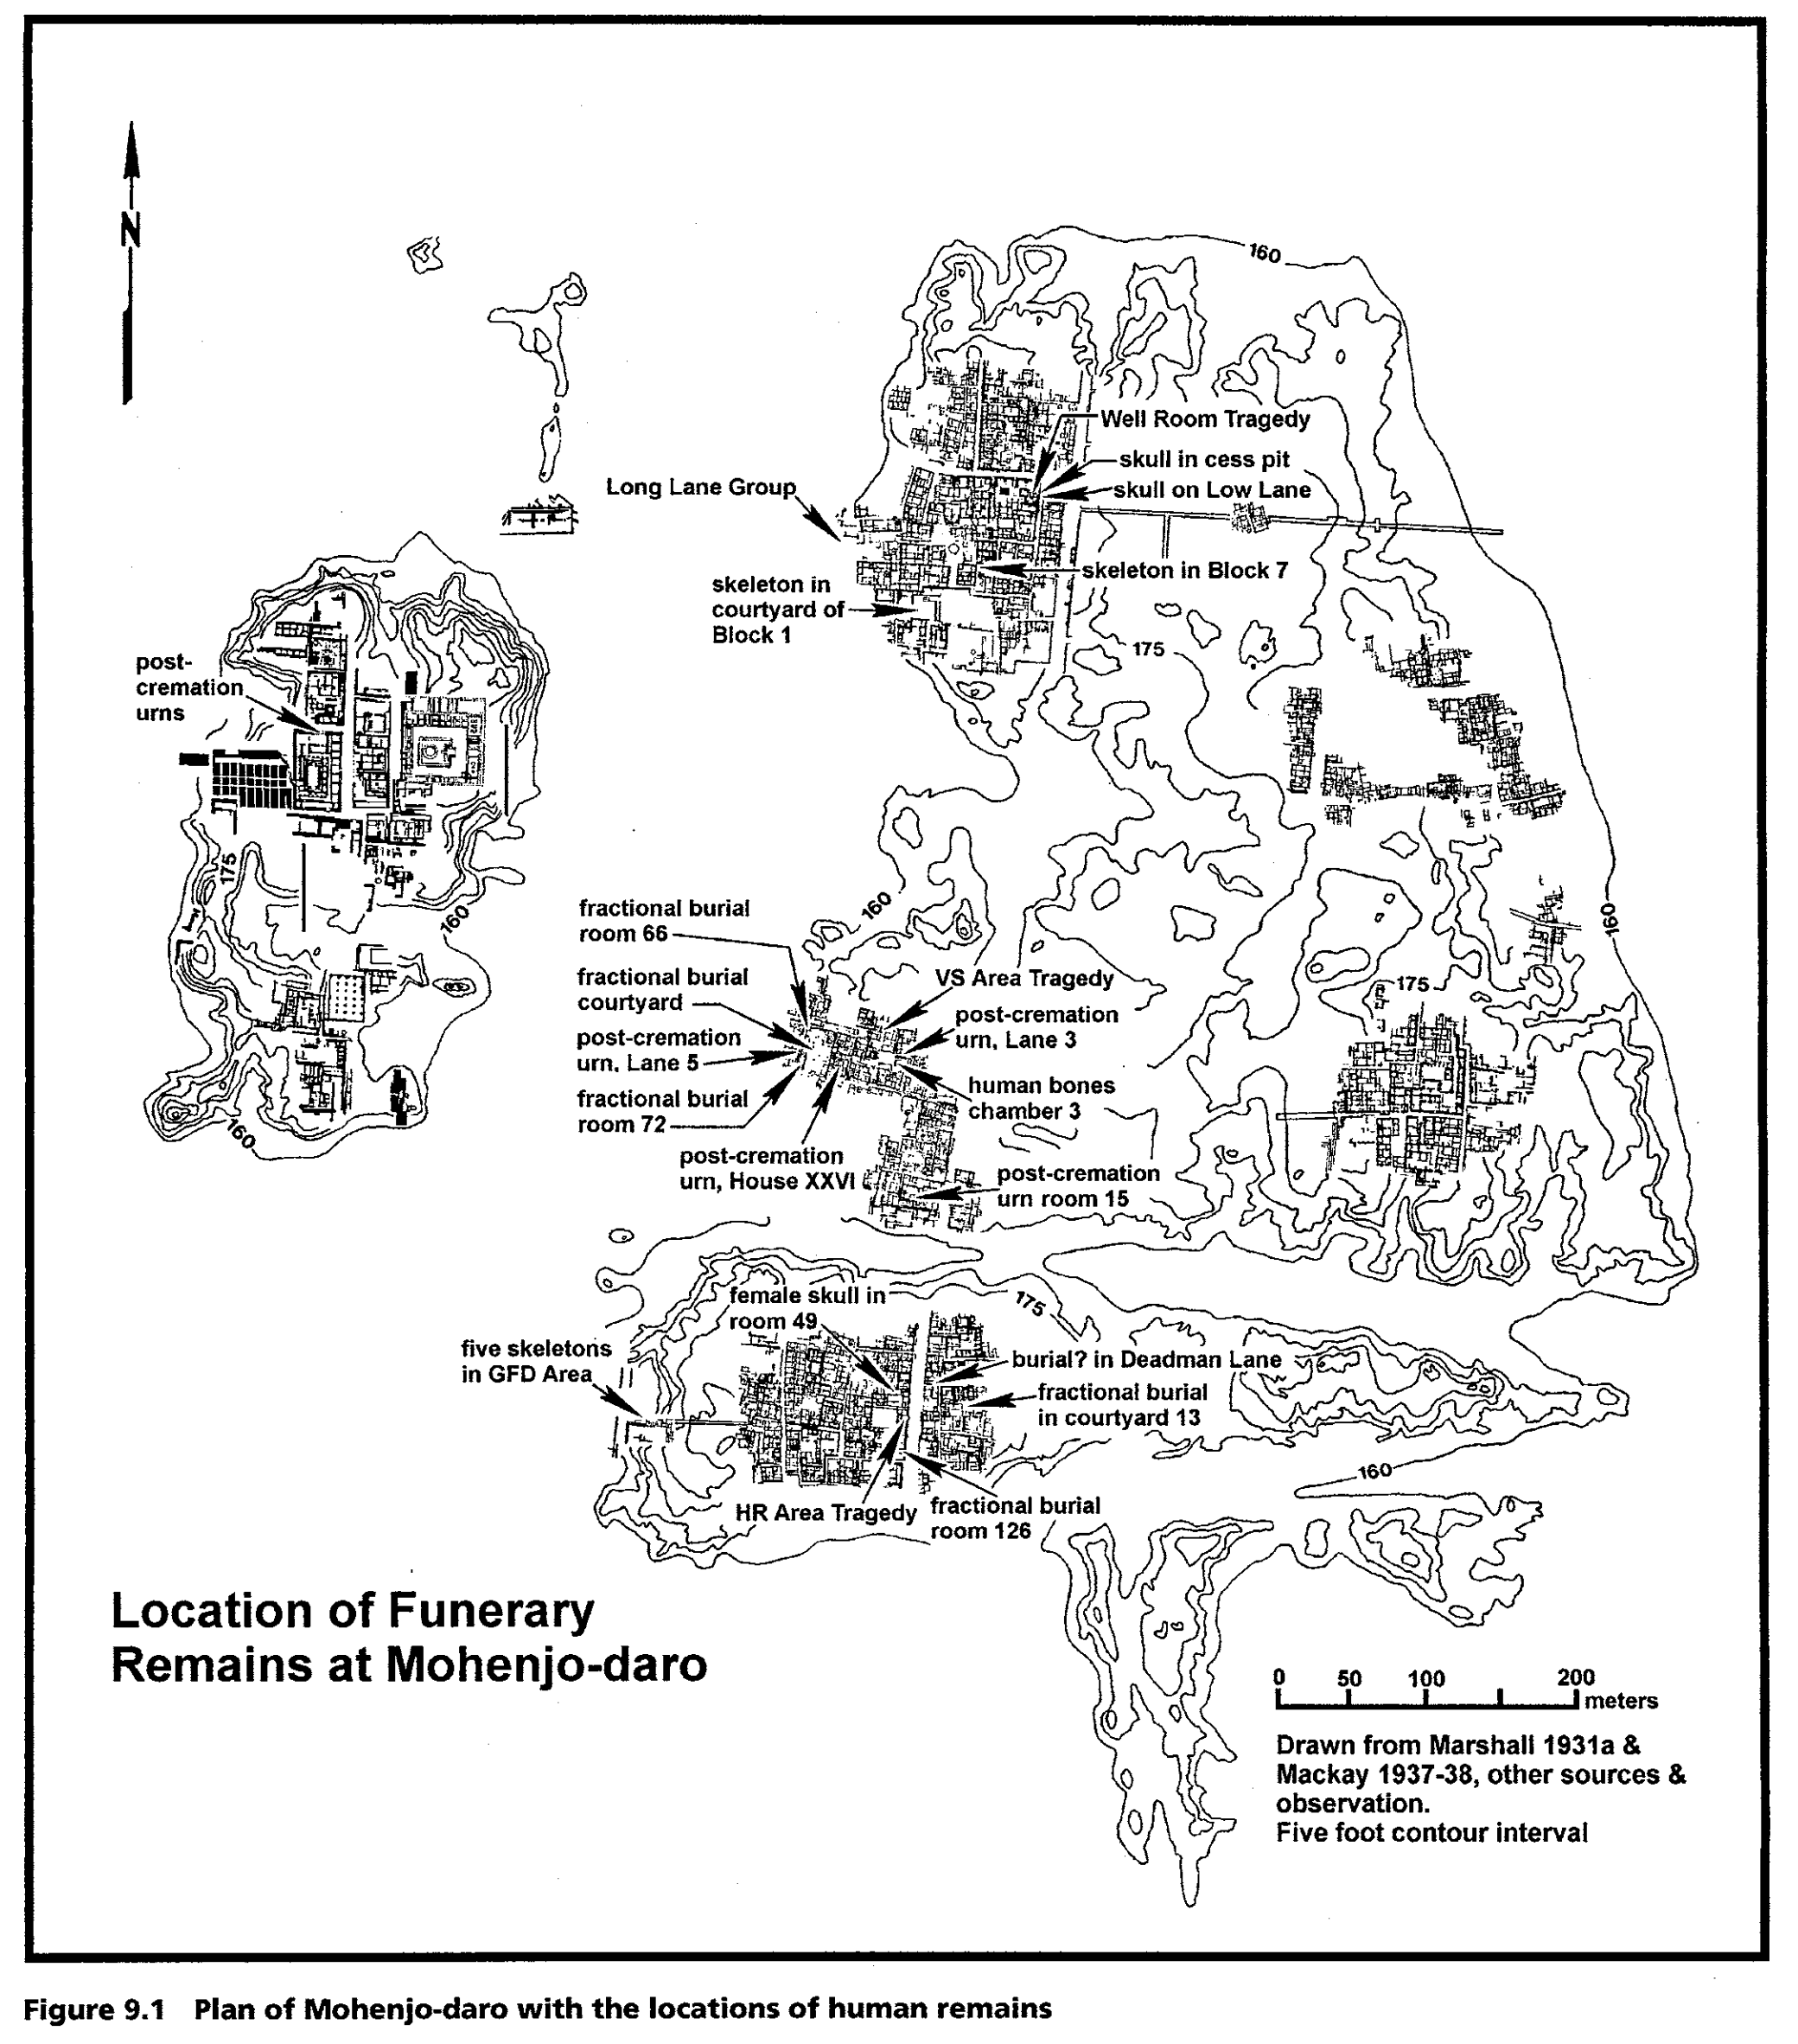 N
160
Well Room Tragedy
skull in cess pit
Long Lane Group
skull on Low Lane
skeleton in Block 7
skeleton in
courtyard of
Block 1
175
post-
cremation
urns
175
160
160
fractional burial
room 66
160
160
fractional burial
courtyard
VS Area Tragedy
175
post-cremation
urn, Lane 3
post-cremation
urn, Lane 5
human bones
chamber 3
fractional burial
room 72
post-cremation
urn, House XXVI
post-cremation
urn room 15
female skull in
room 49
175
five skeletons
in GFD Area
burial? in Deadman Lane
fractional burial
in courtyard 13
160
HR Area Tragedy
fractional burial
room 126
Location of Funerary
Remains at Mohenjo-daro
0 50 100 200
meters
Drawn from Marshall 1931a &
Mackay 1937-38, other sources &
observation.
Five foot contour interval
Figure 9.1 Plan of Mohenjo-daro with the locations of human remains